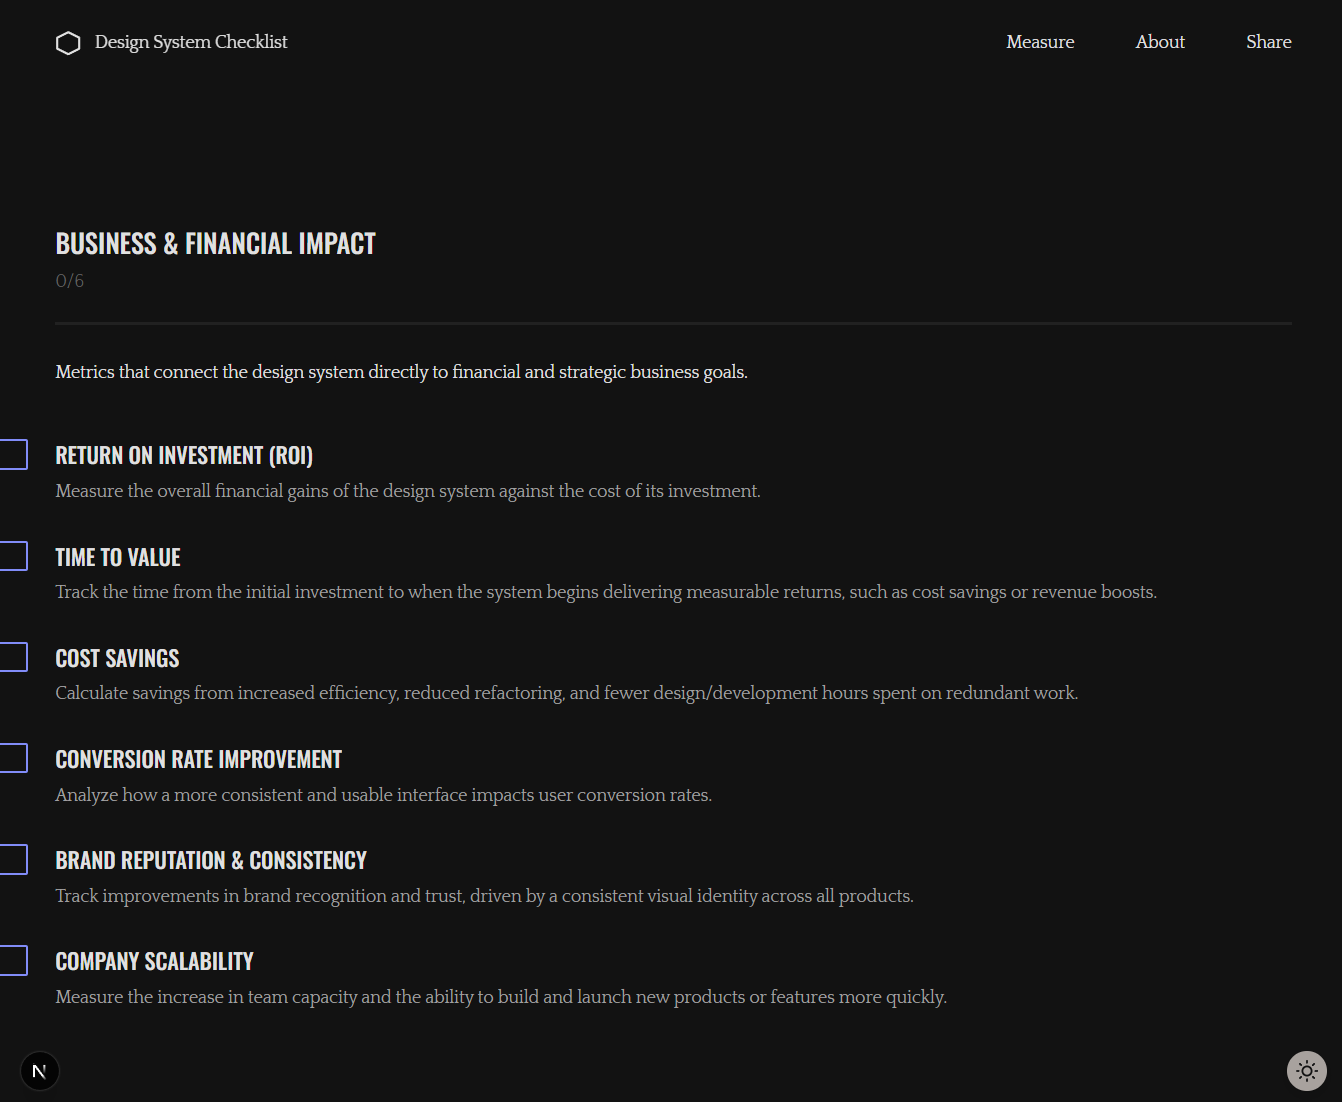 Design System Checklist
Measure
About
Share
BUSINESS & FINANCIAL IMPACT
0/6
Metrics that connect the design system directly to financial and strategic business goals.
RETURN ON INVESTMENT (ROI)
Measure the overall financial gains of the design system against the cost of its investment.
TIME TO VALUE
Track the time from the initial investment to when the system begins delivering measurable returns, such as cost savings or revenue boosts.
COST SAVINGS
Calculate savings from increased efficiency, reduced refactoring, and fewer design/development hours spent on redundant work.
CONVERSION RATE IMPROVEMENT
Analyze how a more consistent and usable interface impacts user conversion rates.
BRAND REPUTATION & CONSISTENCY
Track improvements in brand recognition and trust, driven by a consistent visual identity across all products.
COMPANY SCALABILITY
Measure the increase in team capacity and the ability to build and launch new products or features more quickly.
N